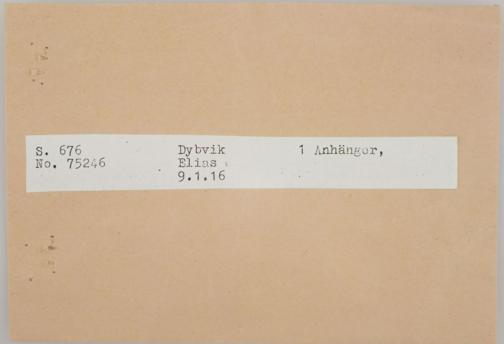 S. 676 Dybvik 1 Anhänger,
No. 75246 Elias
9.1.16